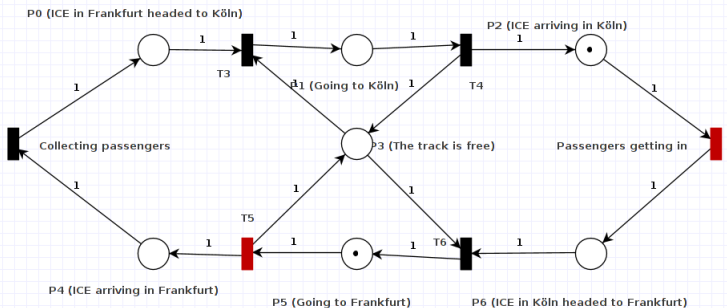 P0 (ICE in Frankfurt headed to Köln)
P2 (ICE arriving in Köln)
1
1
1
1
T3
P1 (Going to Köln)
T4
1
1
1
1
Collecting passengers
P3 (The track is free)
Passengers getting in
1
1
1
1
T5
T6
1
1
1
1
P4 (ICE arriving in Frankfurt)
P5 (Going to Frankfurt)
P6 (ICE in Köln headed to Frankfurt)